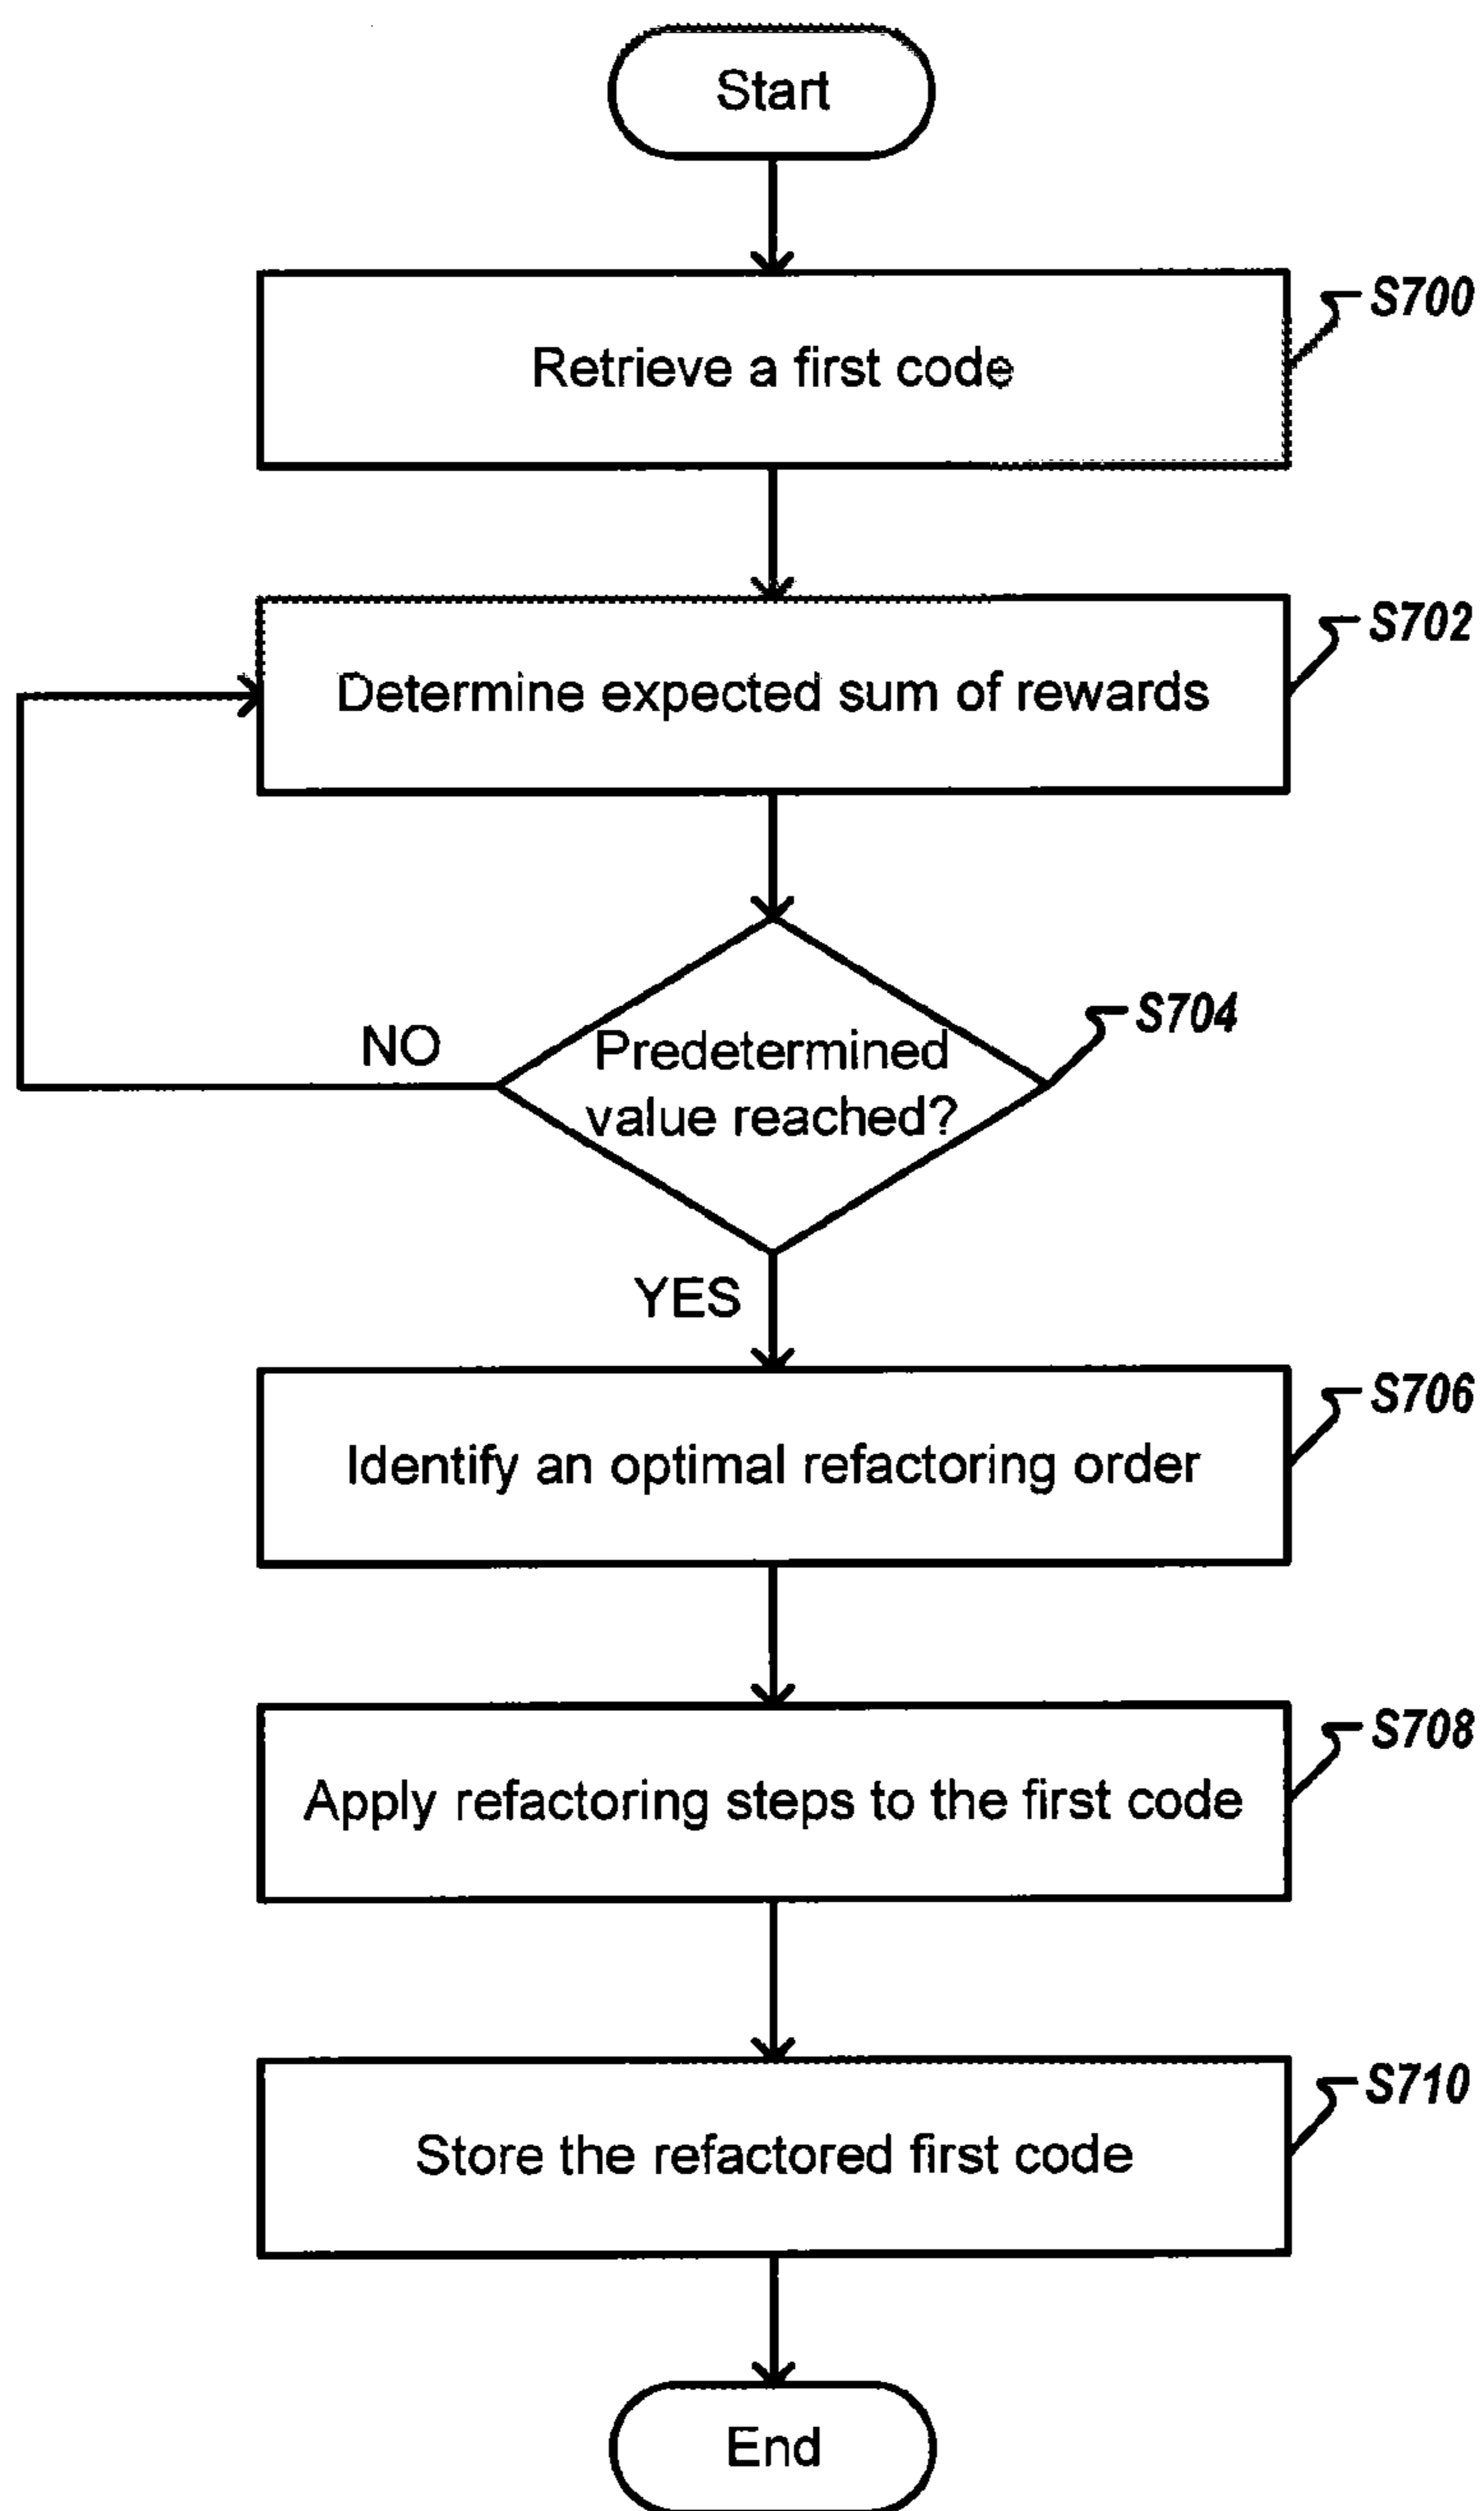 Start
Retrieve a first code
S700
Determine expected sum of rewards
S702
Predetermined
value reached?
S704
NO
YES
Identify an optimal refactoring order
S706
Apply refactoring steps to the first code
S708
Store the refactored first code
S710
End